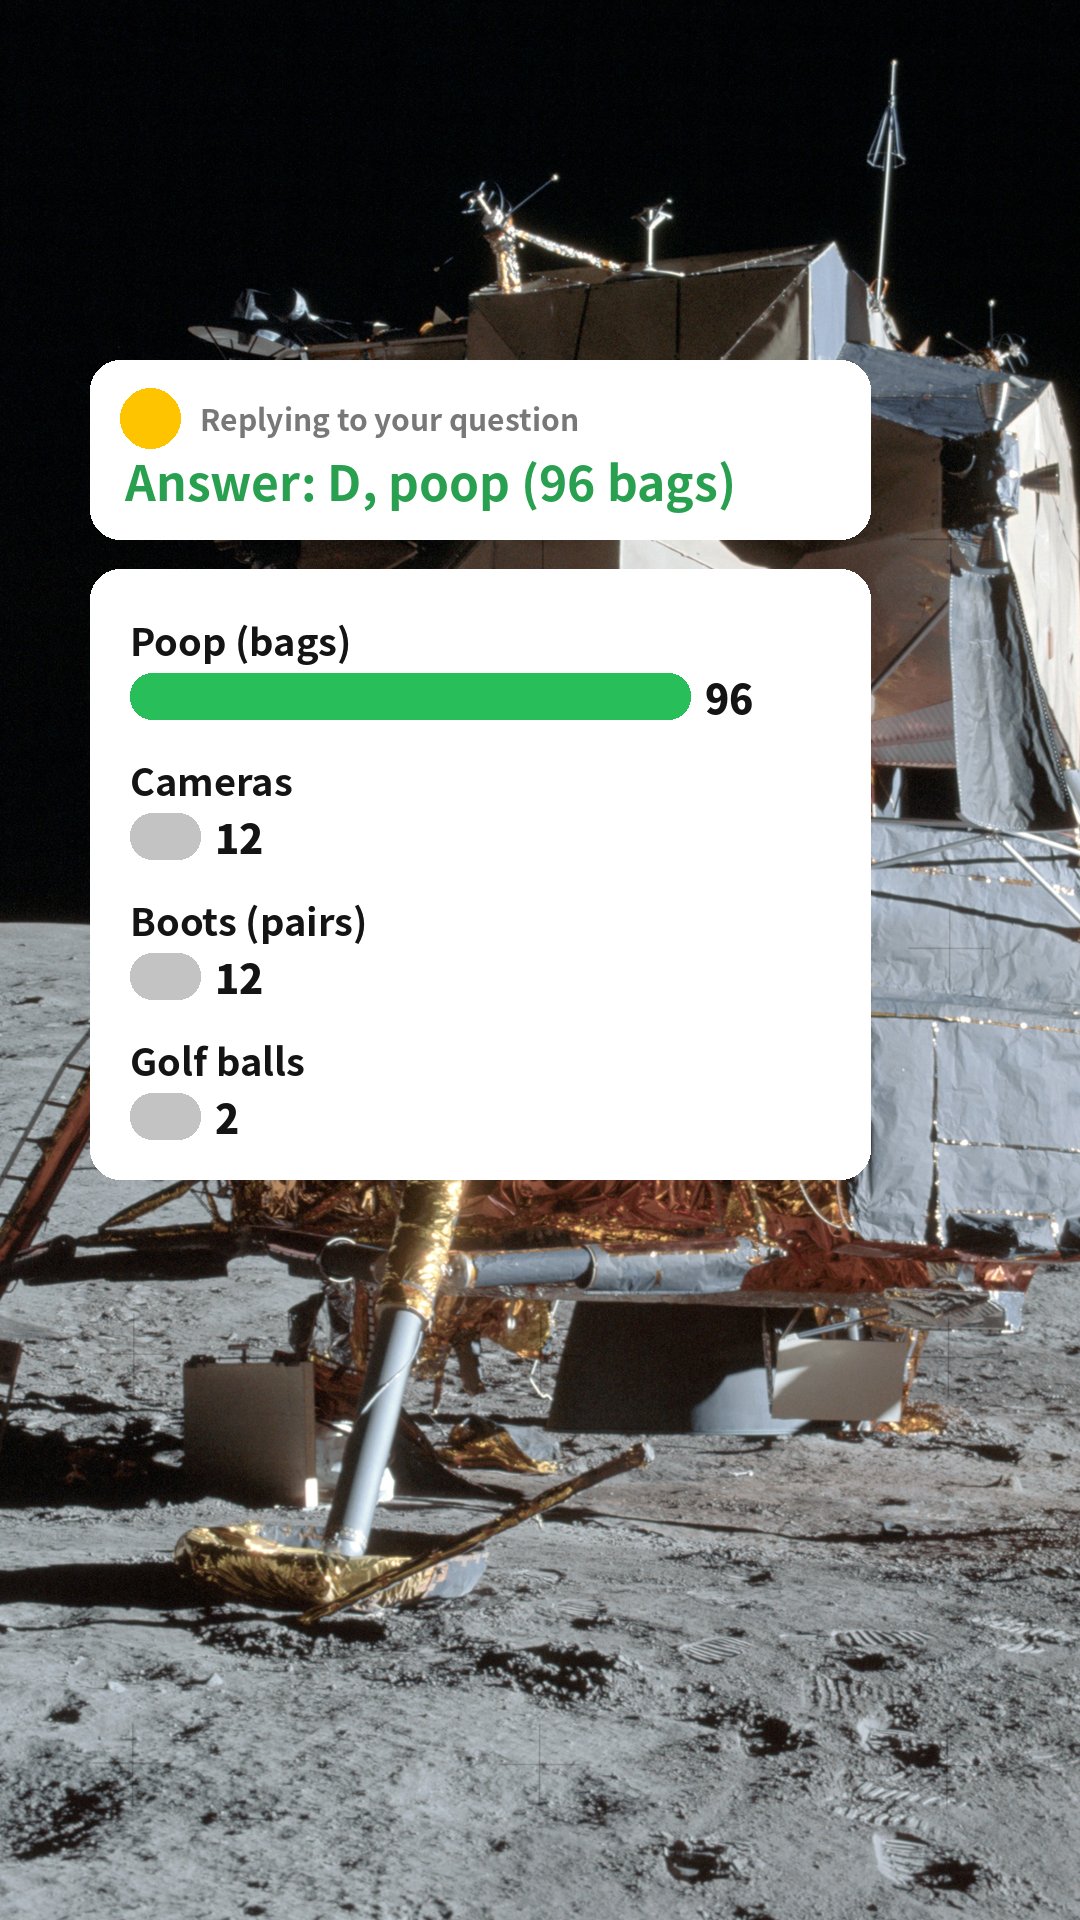 Replying to your question
Answer: D, poop (96 bags)
Poop (bags)
96
Cameras
12
Boots (pairs)
12
Golf balls
2